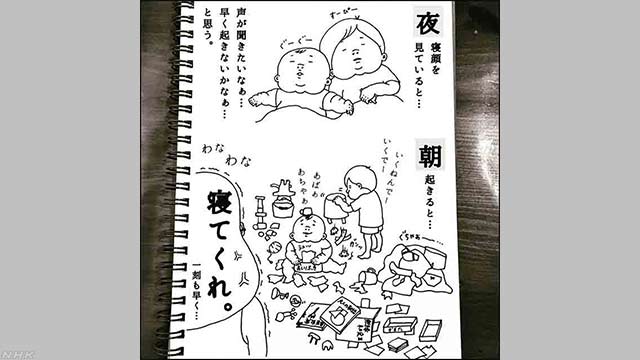 夜
寝顔を
見ていると…
すーぴー
ぐーぐー
声が聞きたいなぁ…
早く起きないかなぁ…
と思う。
朝
起きると…
いくねんでー
いくでー
あばぁ
わちゃぁ
ぐちゃぁー…
わな
わな
寝てくれ。
一刻も早く…
NHK